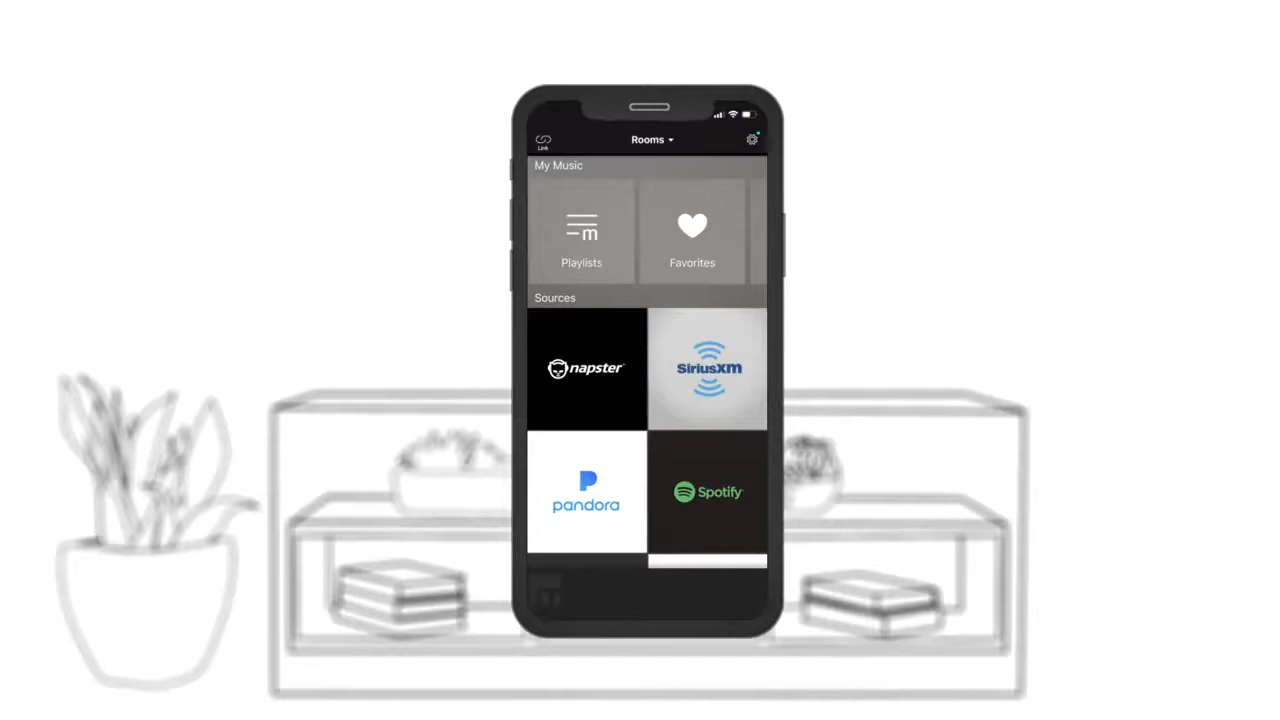 Rooms
Link
My Music
m
Playlists
Favorites
Sources
napster
SiriusXM
pandora
Spotify